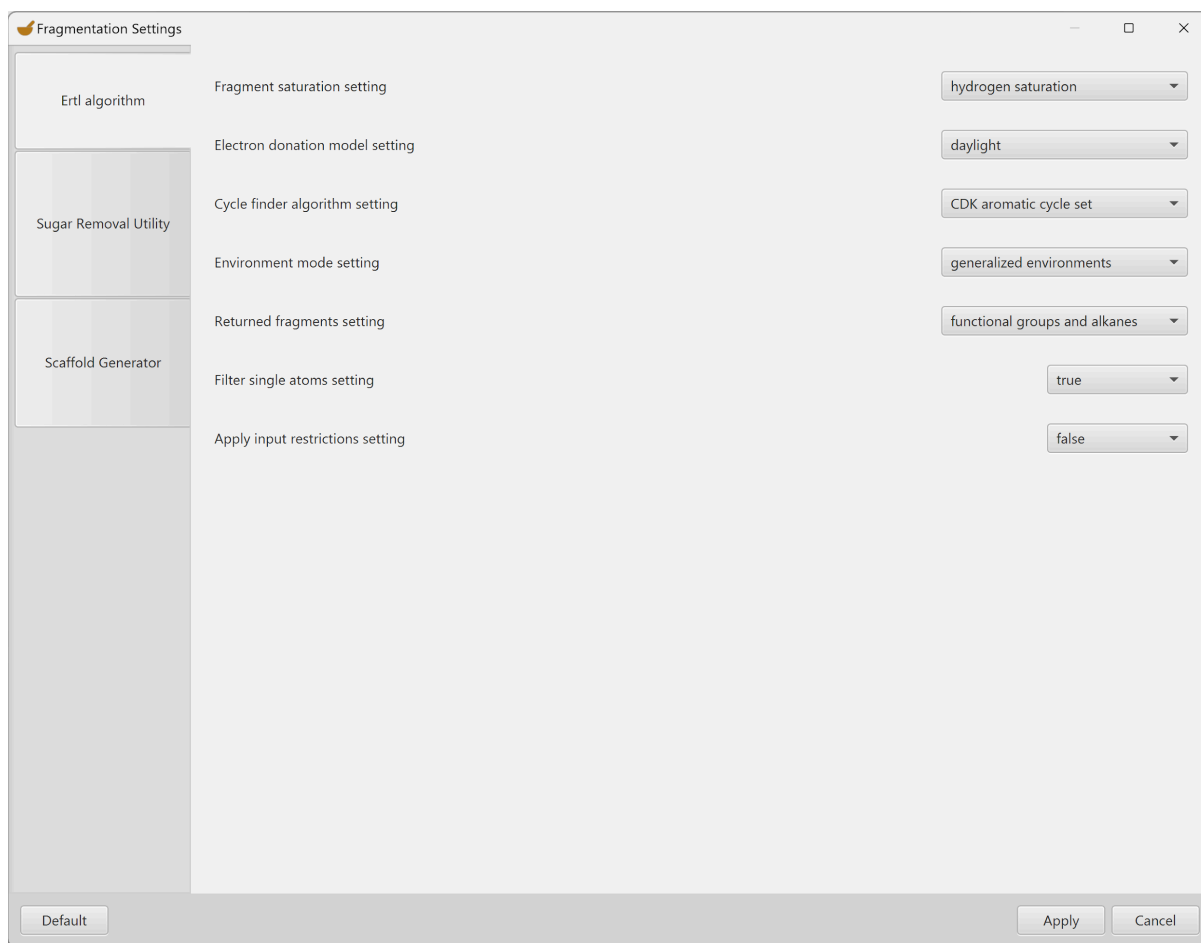 Fragmentation Settings
Ertl algorithm
Sugar Removal Utility
Scaffold Generator
Fragment saturation setting hydrogen saturation
Electron donation model setting daylight
Cycle finder algorithm setting CDK aromatic cycle set
Environment mode setting generalized environments
Returned fragments setting functional groups and alkanes
Filter single atoms setting true
Apply input restrictions setting false
Default Apply Cancel